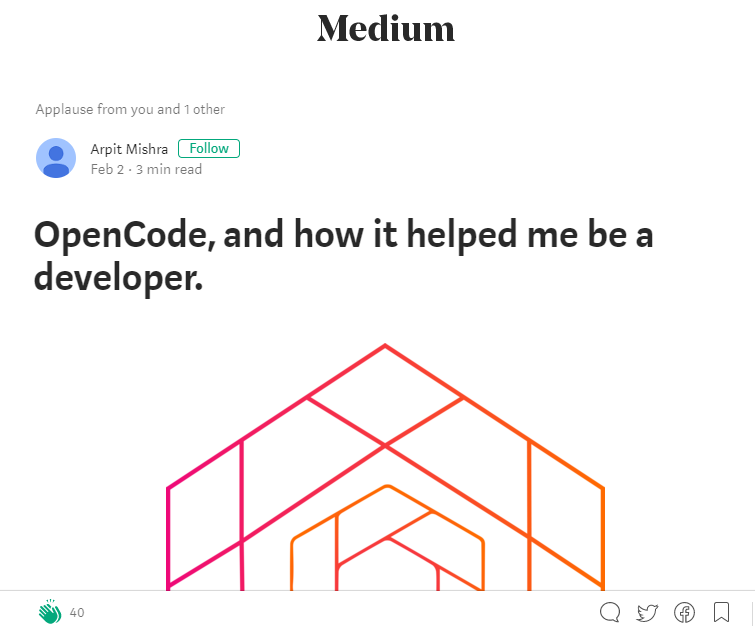 Medium
Applause from you and 1 other
Arpit Mishra Follow
Feb 2 · 3 min read
OpenCode, and how it helped me be a
developer.
40